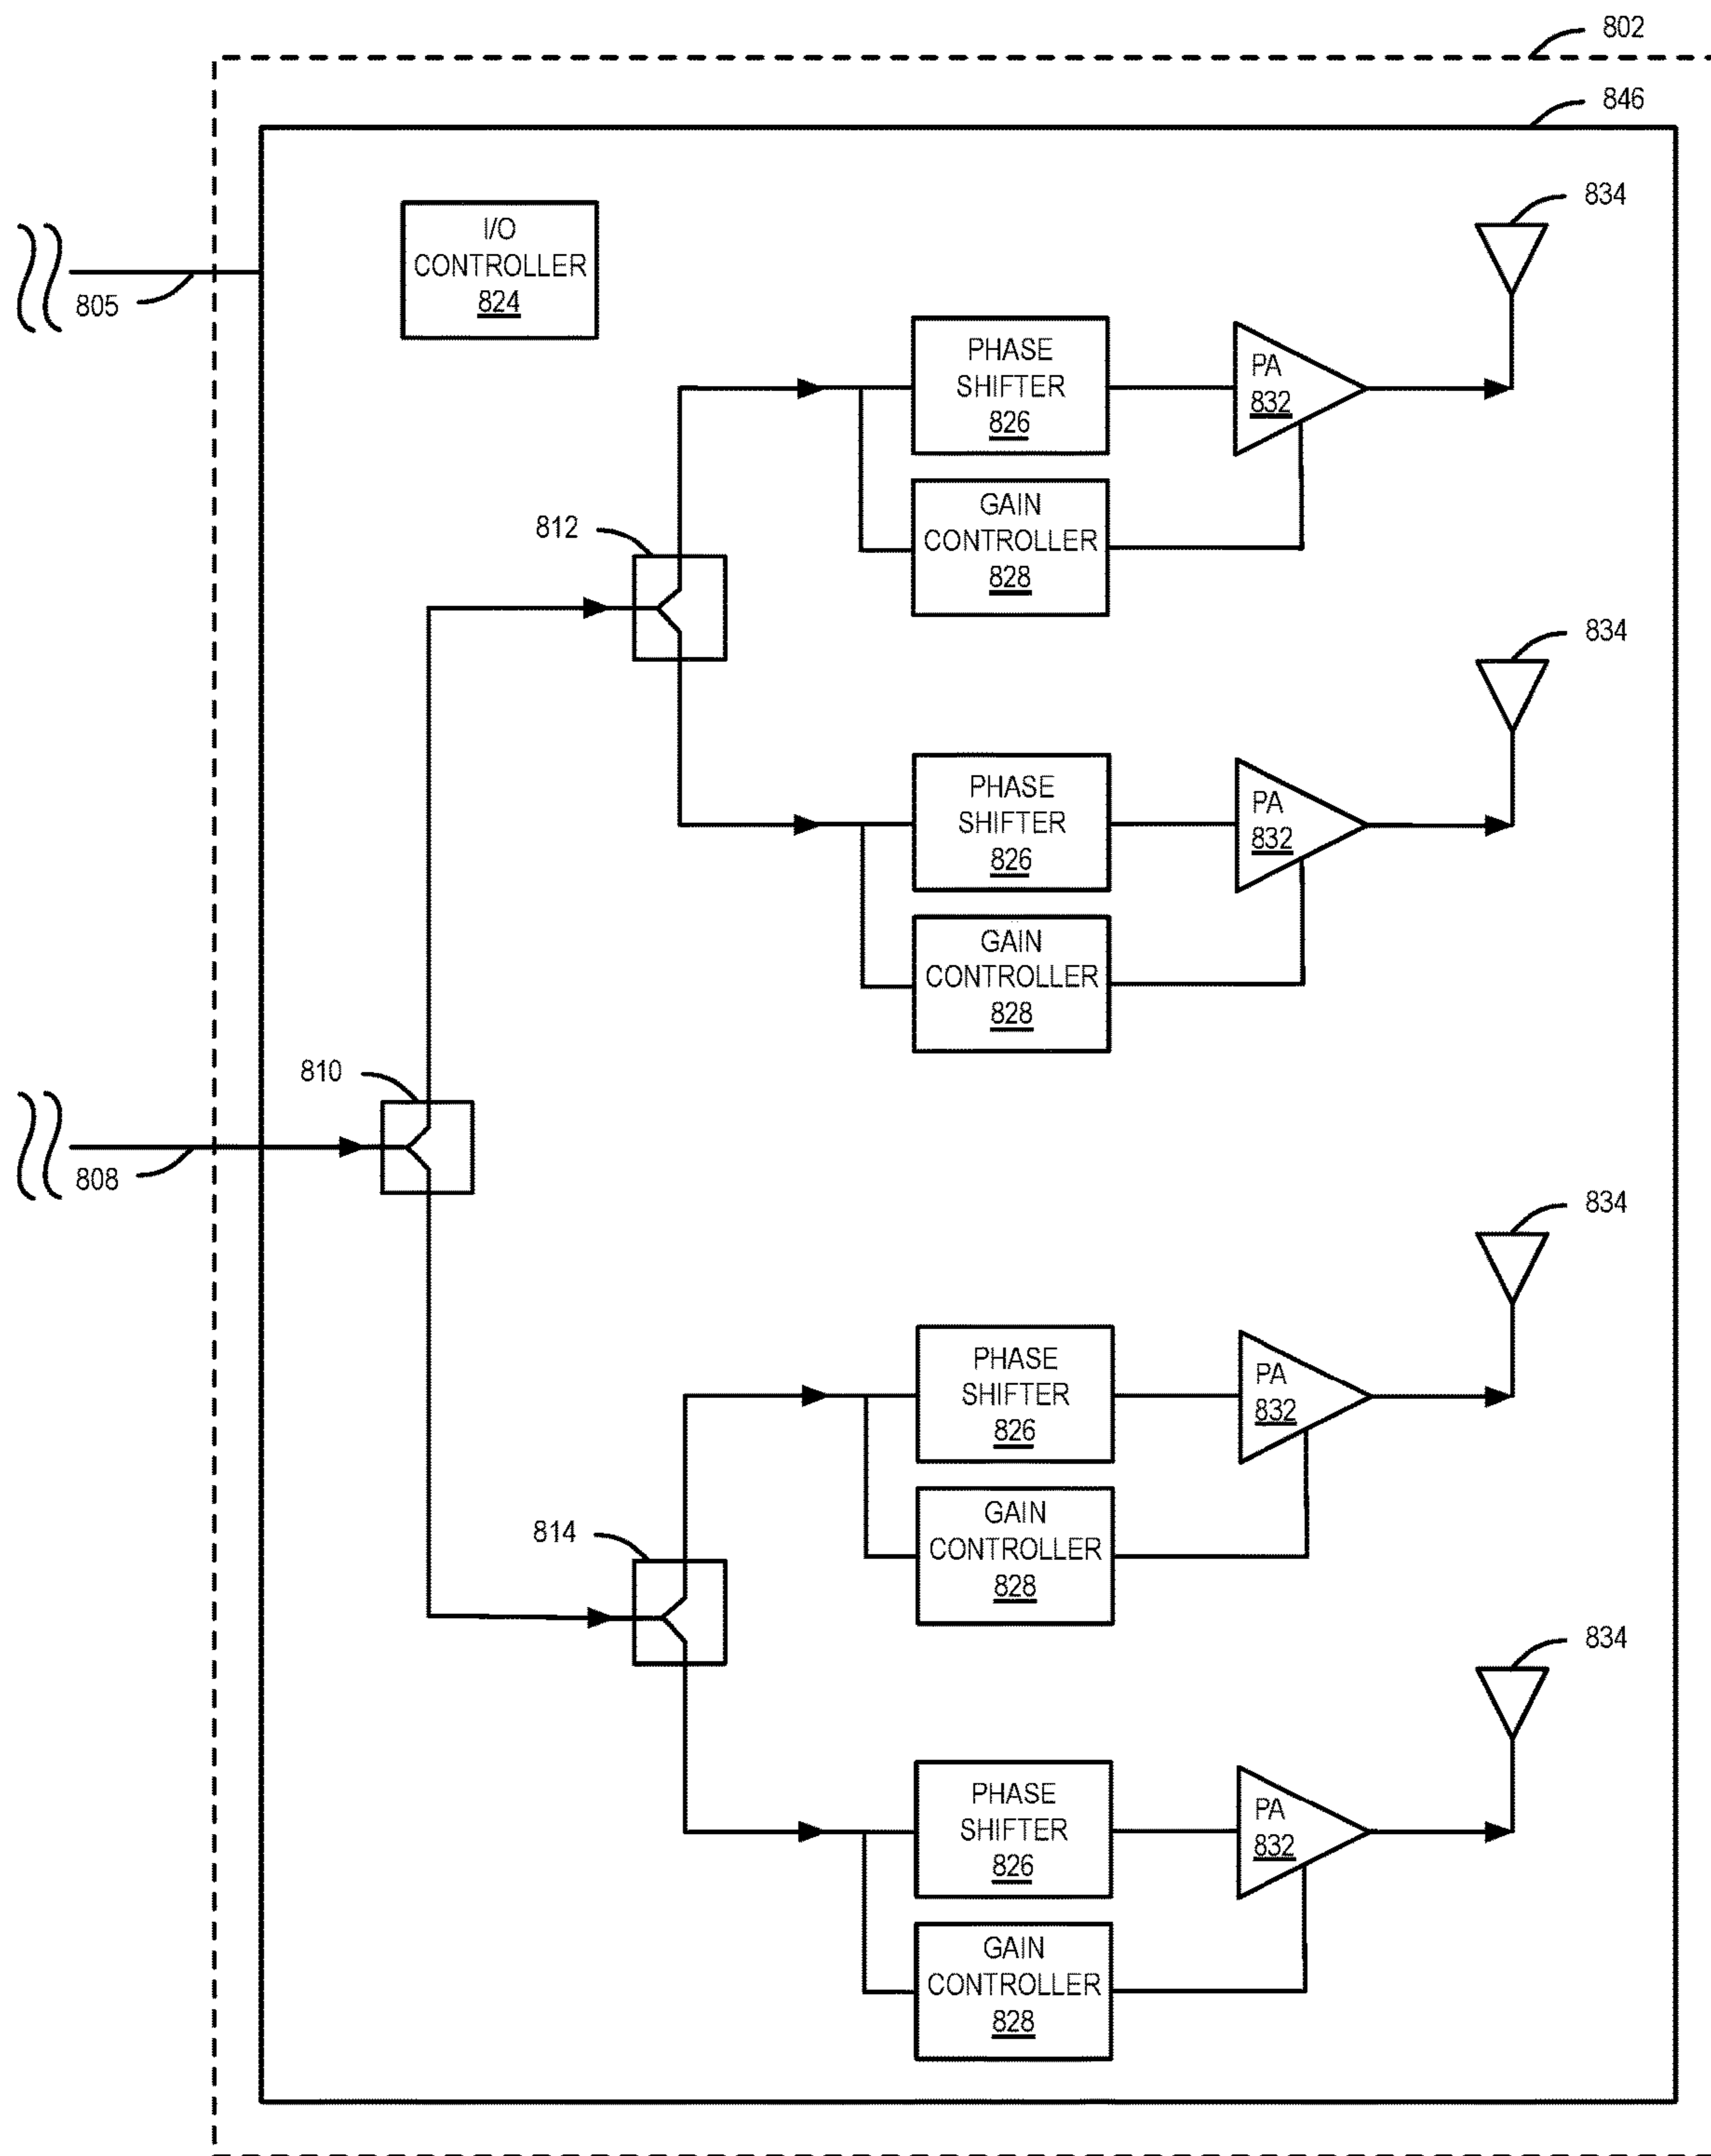 802
846
834
I/O
CONTROLLER
824
805
PHASE
SHIFTER
826
PA
832
GAIN
CONTROLLER
828
812
834
PHASE
SHIFTER
826
PA
832
GAIN
CONTROLLER
828
810
808
834
PHASE
SHIFTER
826
PA
832
GAIN
CONTROLLER
828
814
834
PHASE
SHIFTER
826
PA
832
GAIN
CONTROLLER
828